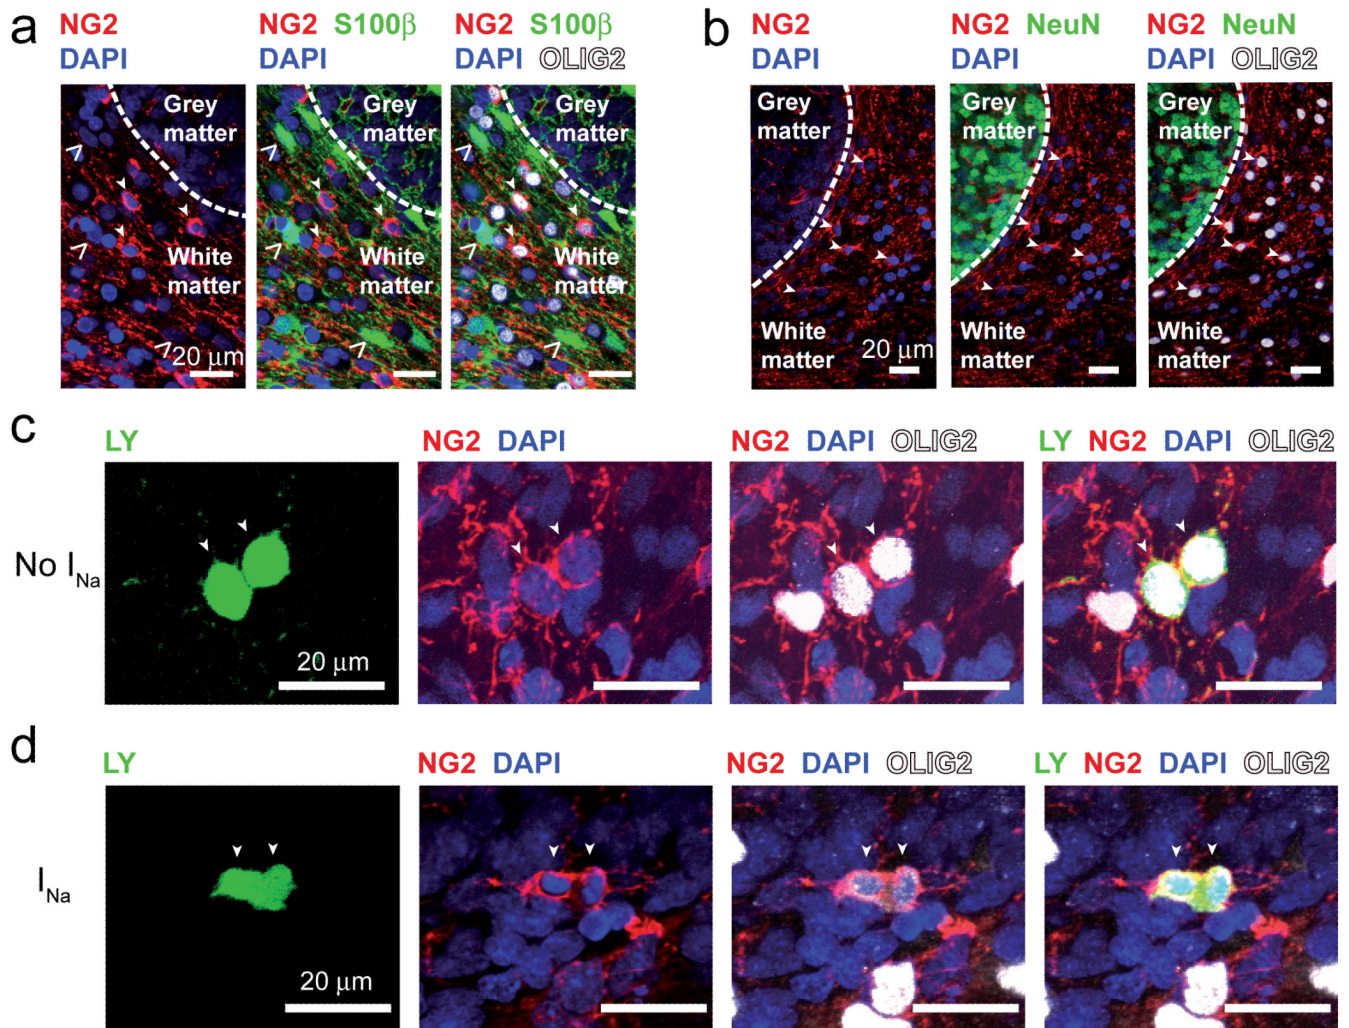 a
NG2
DAPI
NG2 S100β
DAPI
NG2 S100β
DAPI OLIG2
Grey
matter
White
matter
20 μm
Grey
matter
White
matter
Grey
matter
White
matter
b
NG2
DAPI
NG2 NeuN
DAPI
NG2 NeuN
DAPI OLIG2
Grey
matter
White
matter
20 μm
Grey
matter
White
matter
Grey
matter
White
matter
c
LY
NG2 DAPI
NG2 DAPI OLIG2
LY NG2 DAPI OLIG2
No INa
20 μm
d
LY
NG2 DAPI
NG2 DAPI OLIG2
LY NG2 DAPI OLIG2
INa
20 μm